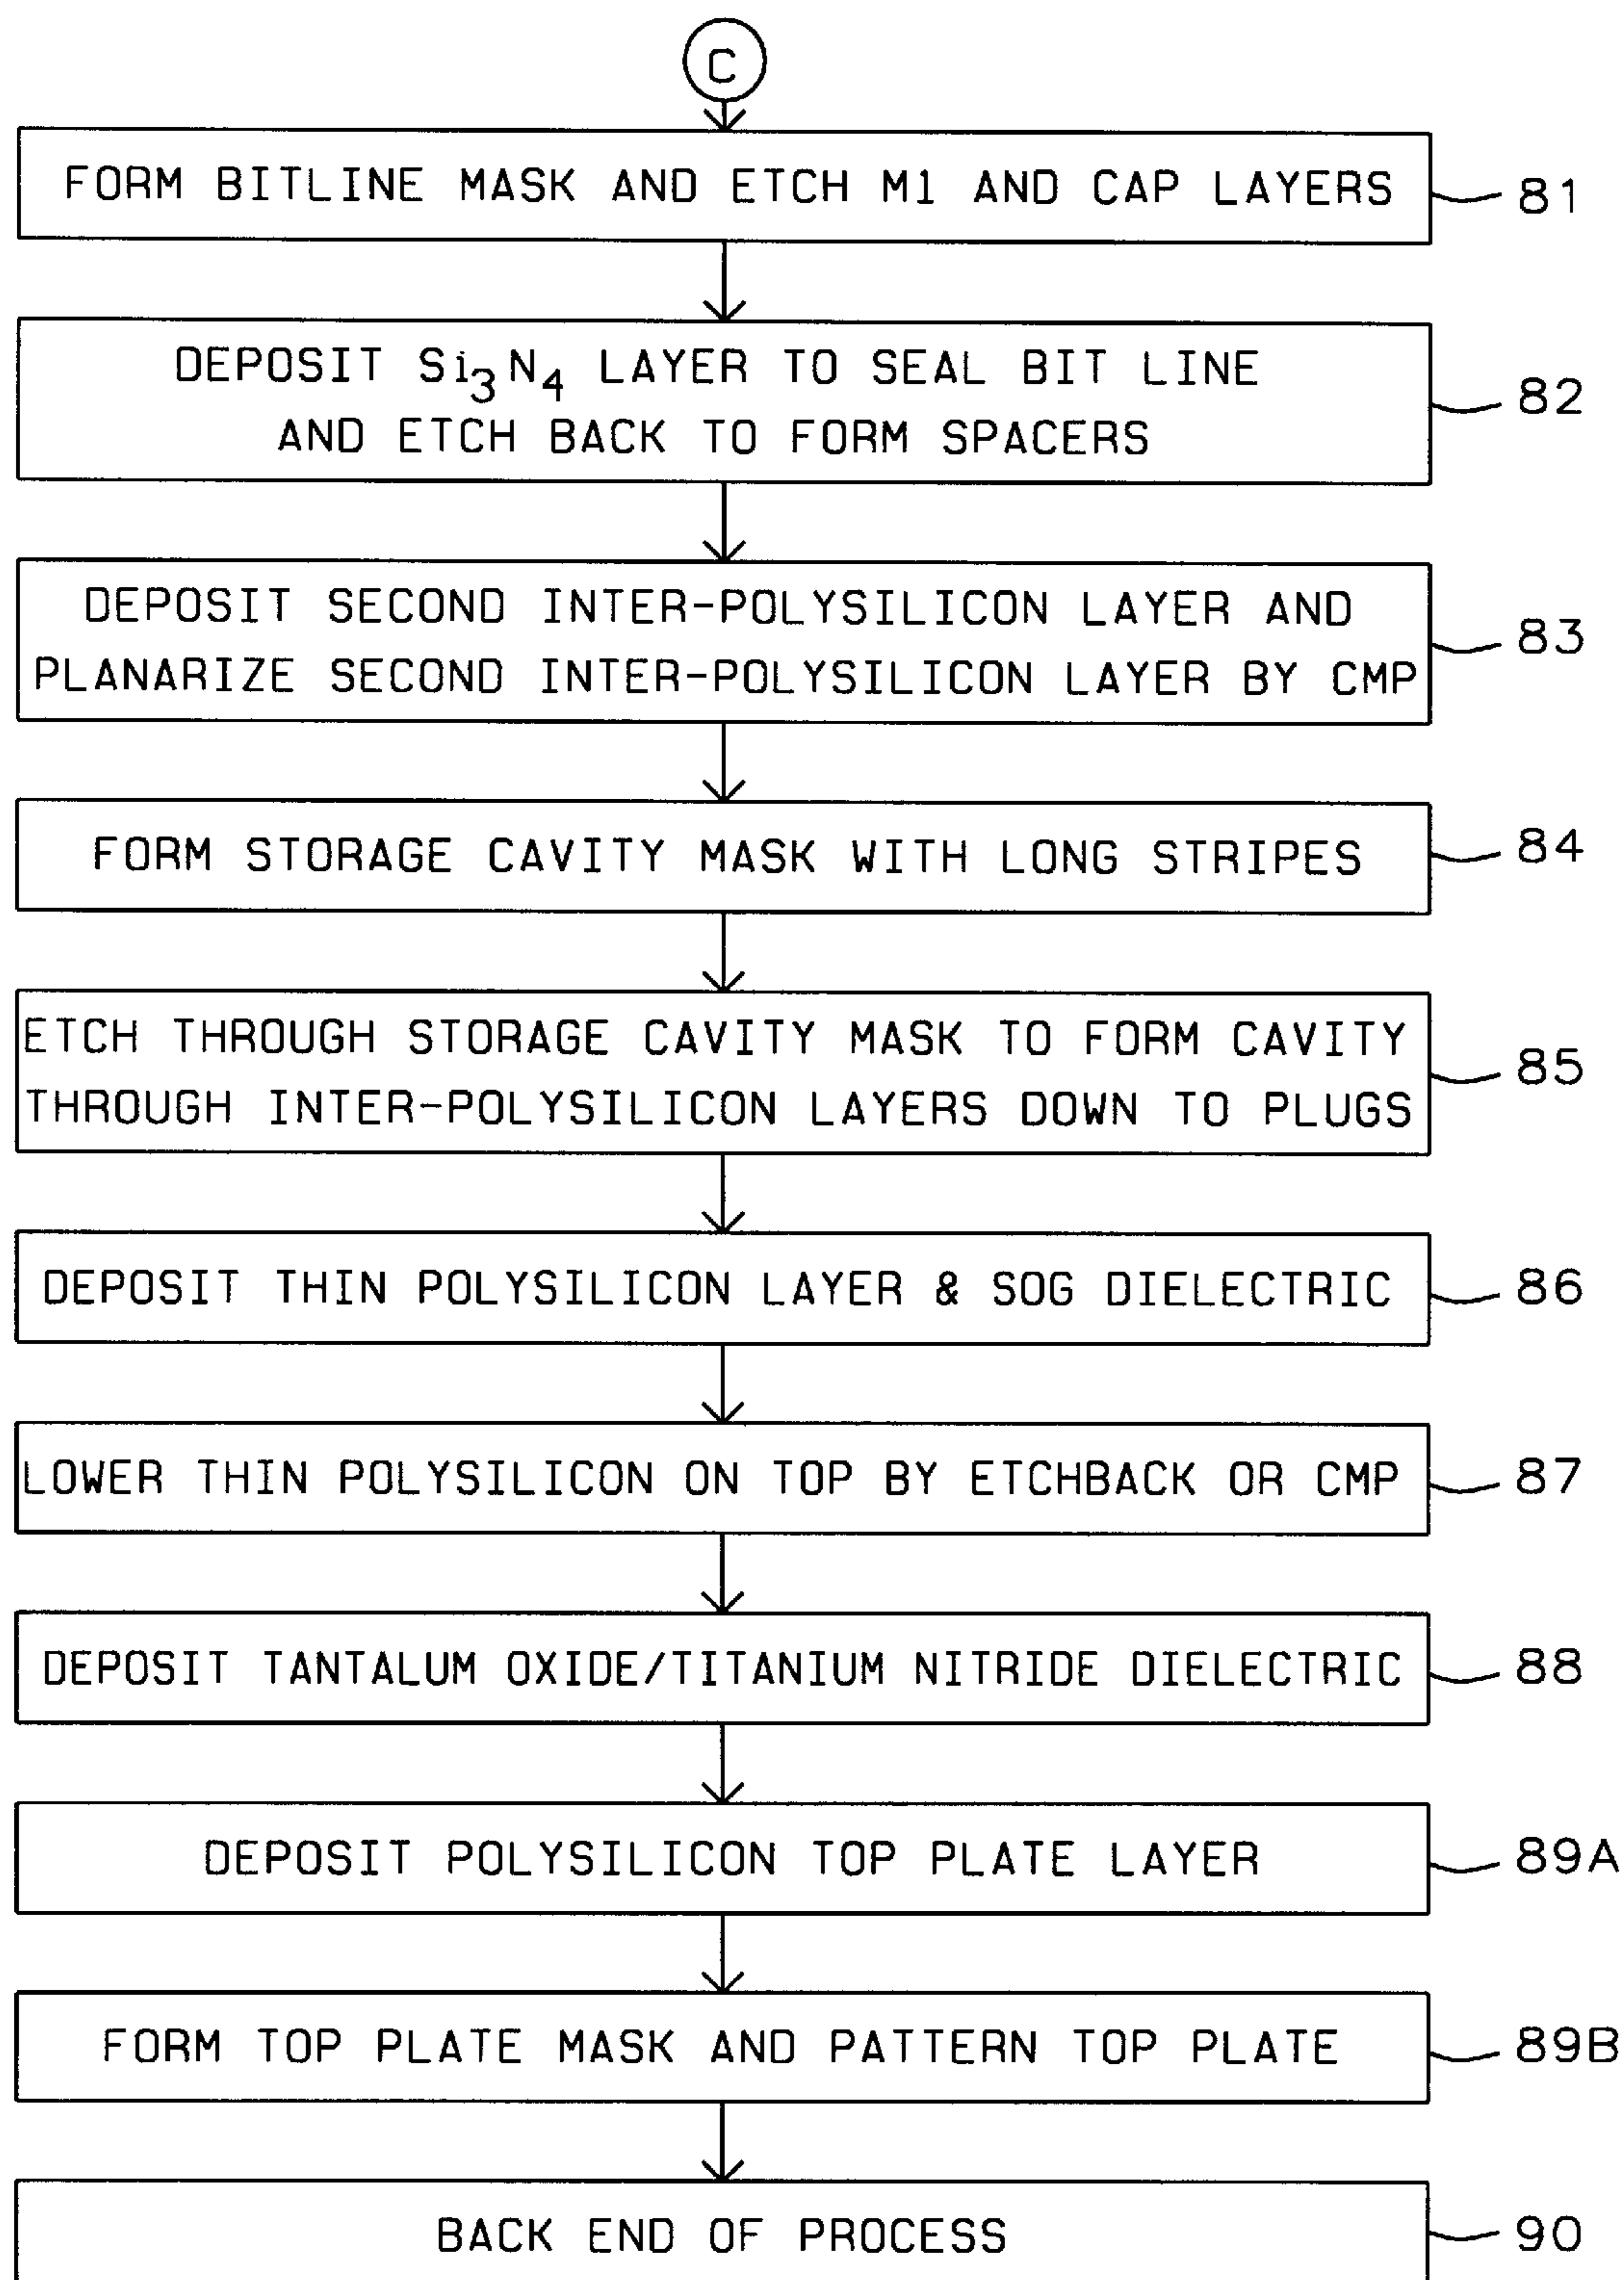 C
FORM BITLINE MASK AND ETCH M1 AND CAP LAYERS
81
DEPOSIT Si3N4 LAYER TO SEAL BIT LINE
AND ETCH BACK TO FORM SPACERS
82
DEPOSIT SECOND INTER-POLYSILICON LAYER AND
PLANARIZE SECOND INTER-POLYSILICON LAYER BY CMP
83
FORM STORAGE CAVITY MASK WITH LONG STRIPES
84
ETCH THROUGH STORAGE CAVITY MASK TO FORM CAVITY
THROUGH INTER-POLYSILICON LAYERS DOWN TO PLUGS
85
DEPOSIT THIN POLYSILICON LAYER & SOG DIELECTRIC
86
LOWER THIN POLYSILICON ON TOP BY ETCHBACK OR CMP
87
DEPOSIT TANTALUM OXIDE/TITANIUM NITRIDE DIELECTRIC
88
DEPOSIT POLYSILICON TOP PLATE LAYER
89A
FORM TOP PLATE MASK AND PATTERN TOP PLATE
89B
BACK END OF PROCESS
90